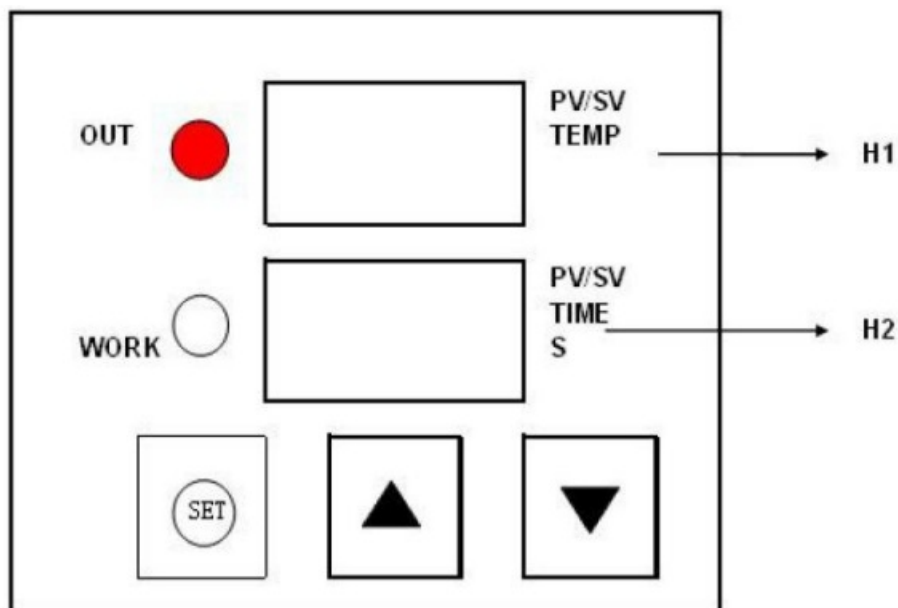 OUT
PV/SV
TEMP
H1
WORK
PV/SV
TIME
S
H2
SET